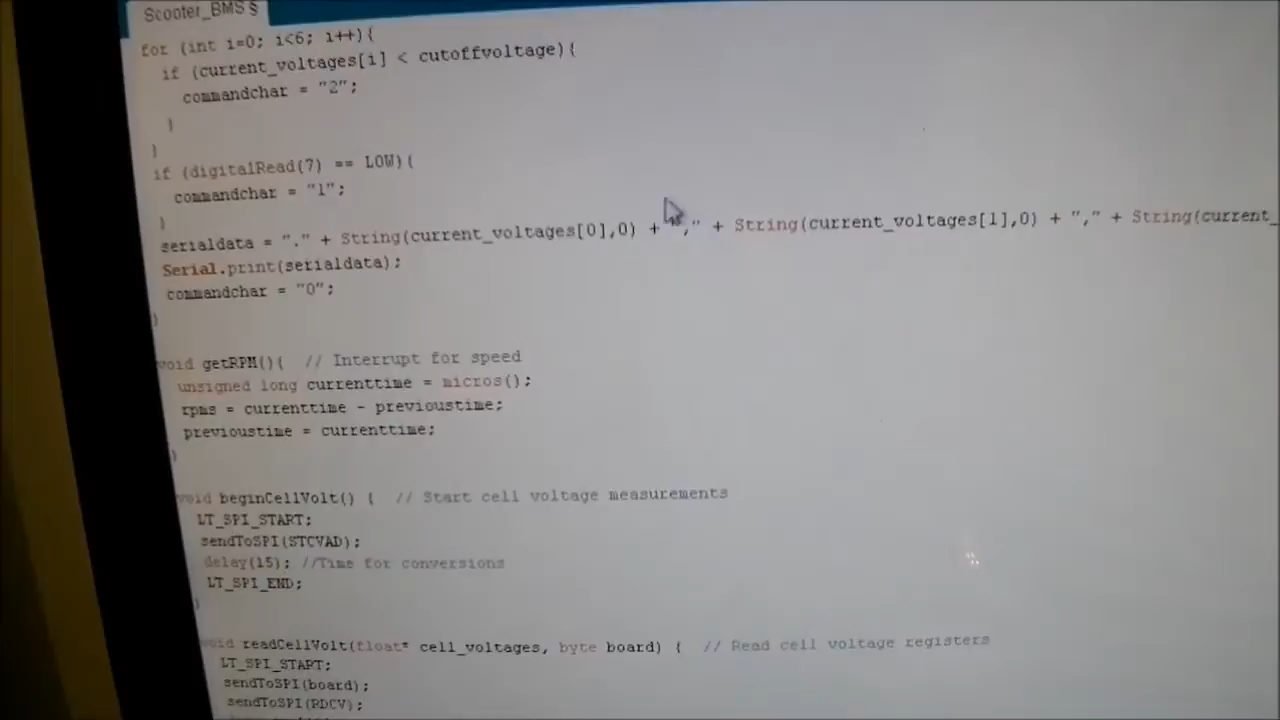 Scooter_BMS §
for (int i=0; i<6; i++){
if (current_voltages[i] < cutoffvoltage){
commandchar = "2";
}
}
if (digitalRead(7) == LOW){
commandchar = "1";
}
serialdata = "." + String(current_voltages[0],0) + "," + String(current_voltages[1],0) + "," + String(current_
Serial.print(serialdata);
commandchar = "0";
}
void getRPM(){ // Interrupt for speed
unsigned long currenttime = micros();
rpms = currenttime - previoustime;
previoustime = currenttime;
}
void beginCellVolt() { // Start cell voltage measurements
LT_SPI_START;
sendToSPI(STCVAD);
delay(15); //Time for conversions
LT_SPI_END;
}
void readCellVolt(float* cell_voltages, byte board) { // Read cell voltage registers
LT_SPI_START;
sendToSPI(board);
sendToSPI(RDCV);